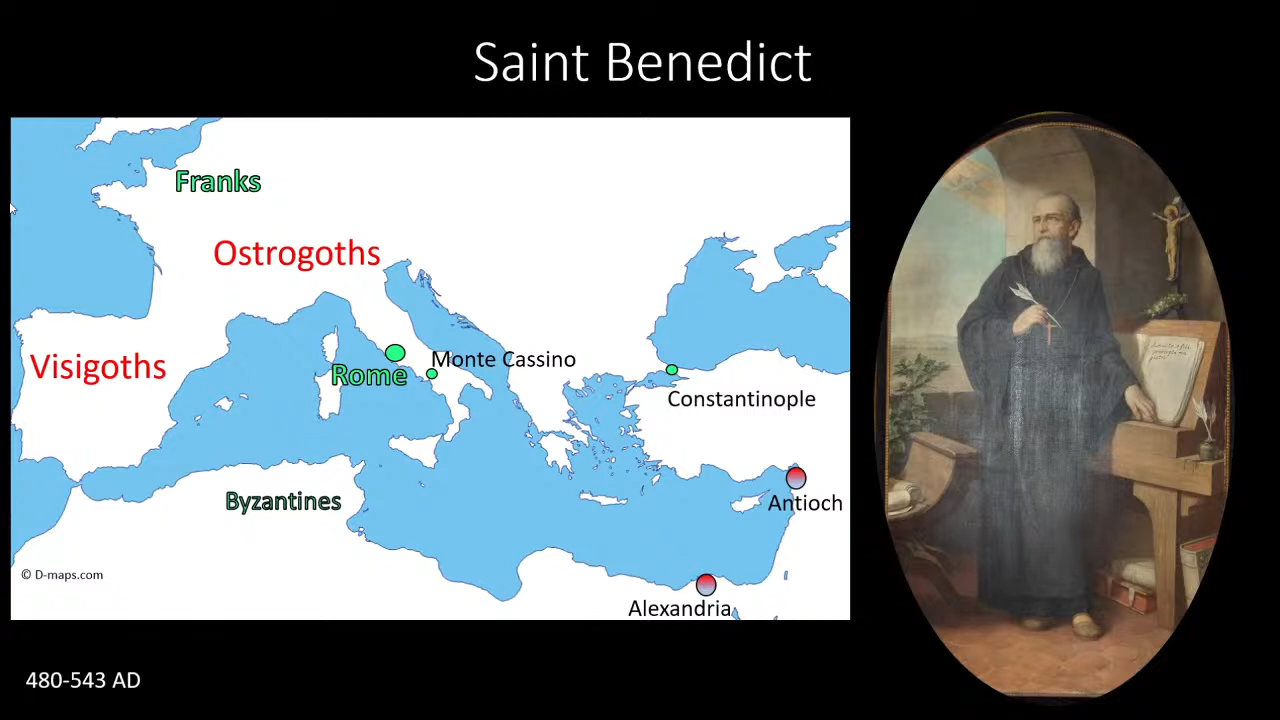 Saint Benedict
Franks
Ostrogoths
Visigoths
Rome
Monte Cassino
Constantinople
Byzantines
Antioch
© D-maps.com
Alexandria
480-543 AD